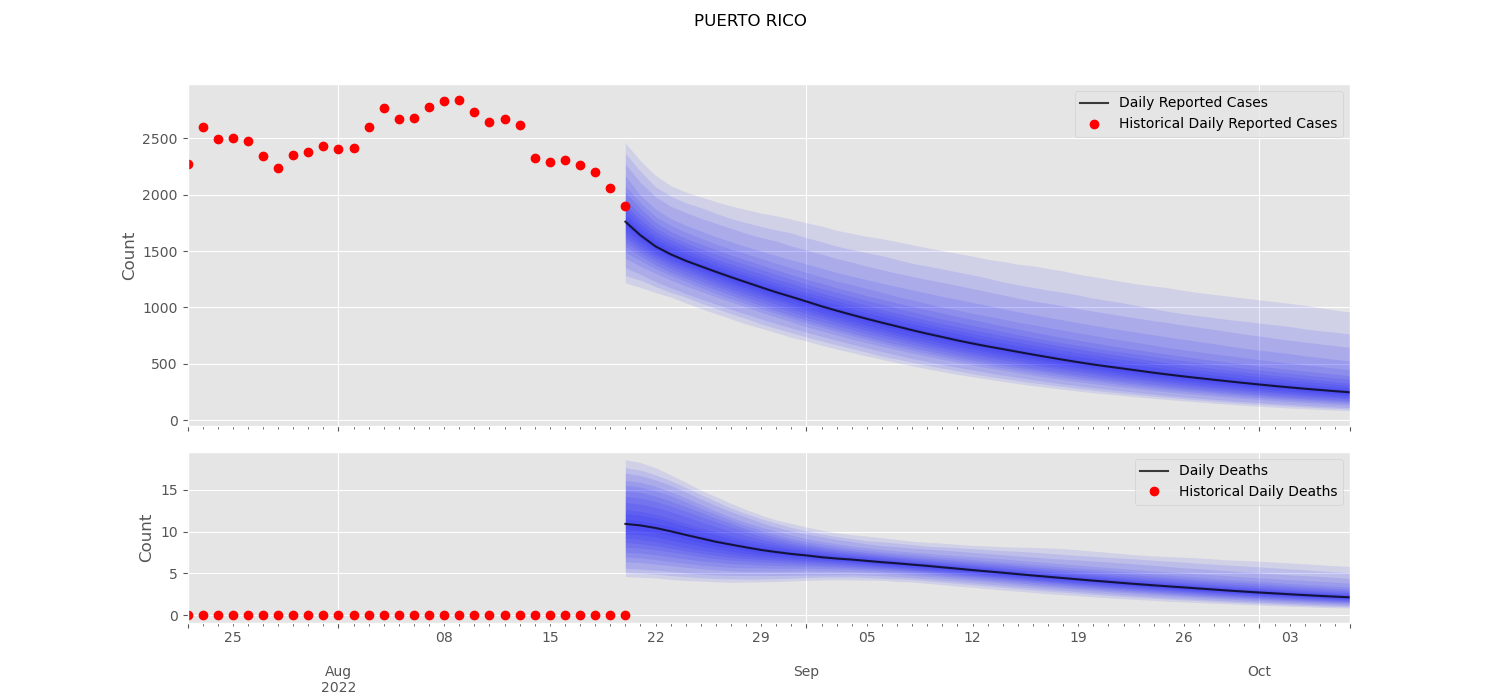 PUERTO RICO
Daily Reported Cases
Historical Daily Reported Cases
Count
2500
2000
1500
1000
500
0
Daily Deaths
Historical Daily Deaths
Count
15
10
5
0
25 08 15 22 29 05 12 19 26 03
Aug Sep Oct
2022